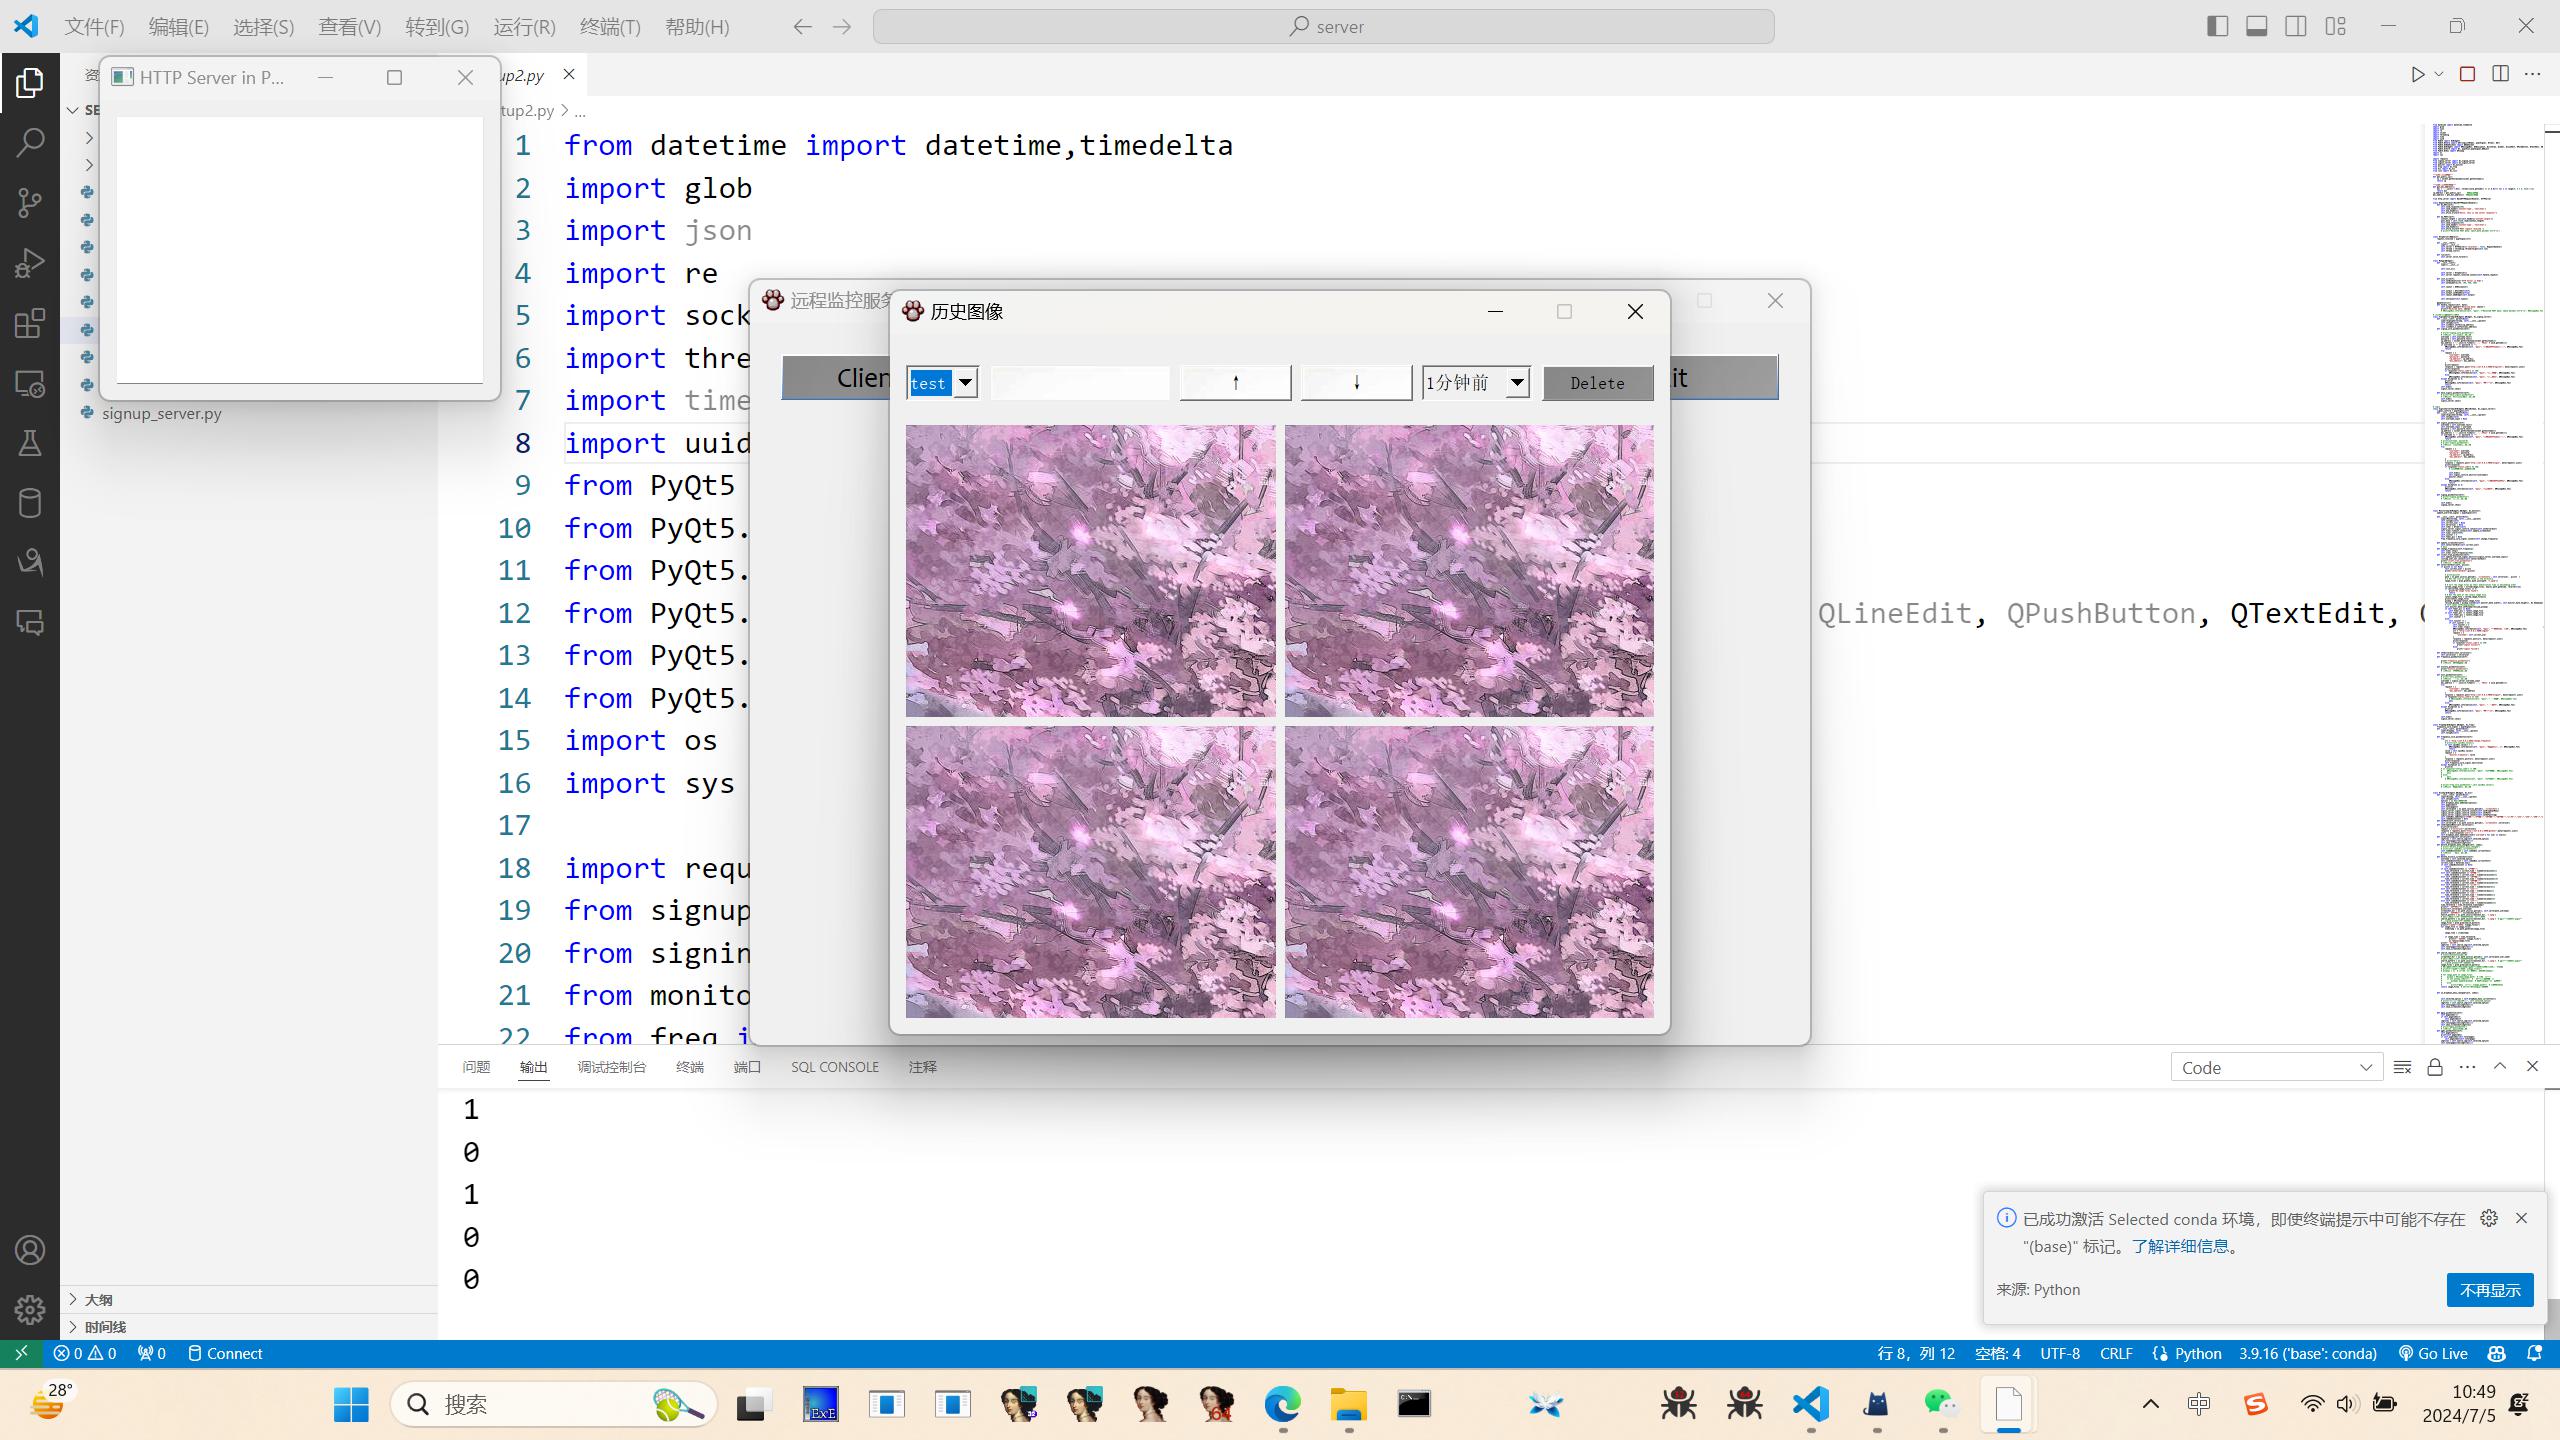 文件(F) 编辑(E) 选择(S) 查看(V) 转到(G) 运行(R) 终端(T) 帮助(H) server
HTTP Server in P...
up2.py
tup2.py > ...
signup_server.py
1 from datetime import datetime,timedelta
2 import glob
3 import json
4 import re
5 import sock
6 import thre
7 import time
8 import uuid
9 from PyQt5
10 from PyQt5.
11 from PyQt5.
12 from PyQt5. QLineEdit, QPushButton, QTextEdit,
13 from PyQt5.
14 from PyQt5.
15 import os
16 import sys
17
18 import requ
19 from signup
20 from signin
21 from monito
22 from freq i
远程监控服务
Clien
it
历史图像
test ↑ ↓ 1分钟前 Delete
问题 输出 调试控制台 终端 端口 SQL CONSOLE 注释 Code
1
0
1
0
0
已成功激活 Selected conda 环境，即使终端提示中可能不存在
"(base)" 标记。了解详细信息。
来源: Python 不再显示
大纲
时间线
0 0 0 Connect 行 8，列 12 空格: 4 UTF-8 CRLF Python 3.9.16 ('base': conda) Go Live
28° 搜索 中 10:49
2024/7/5